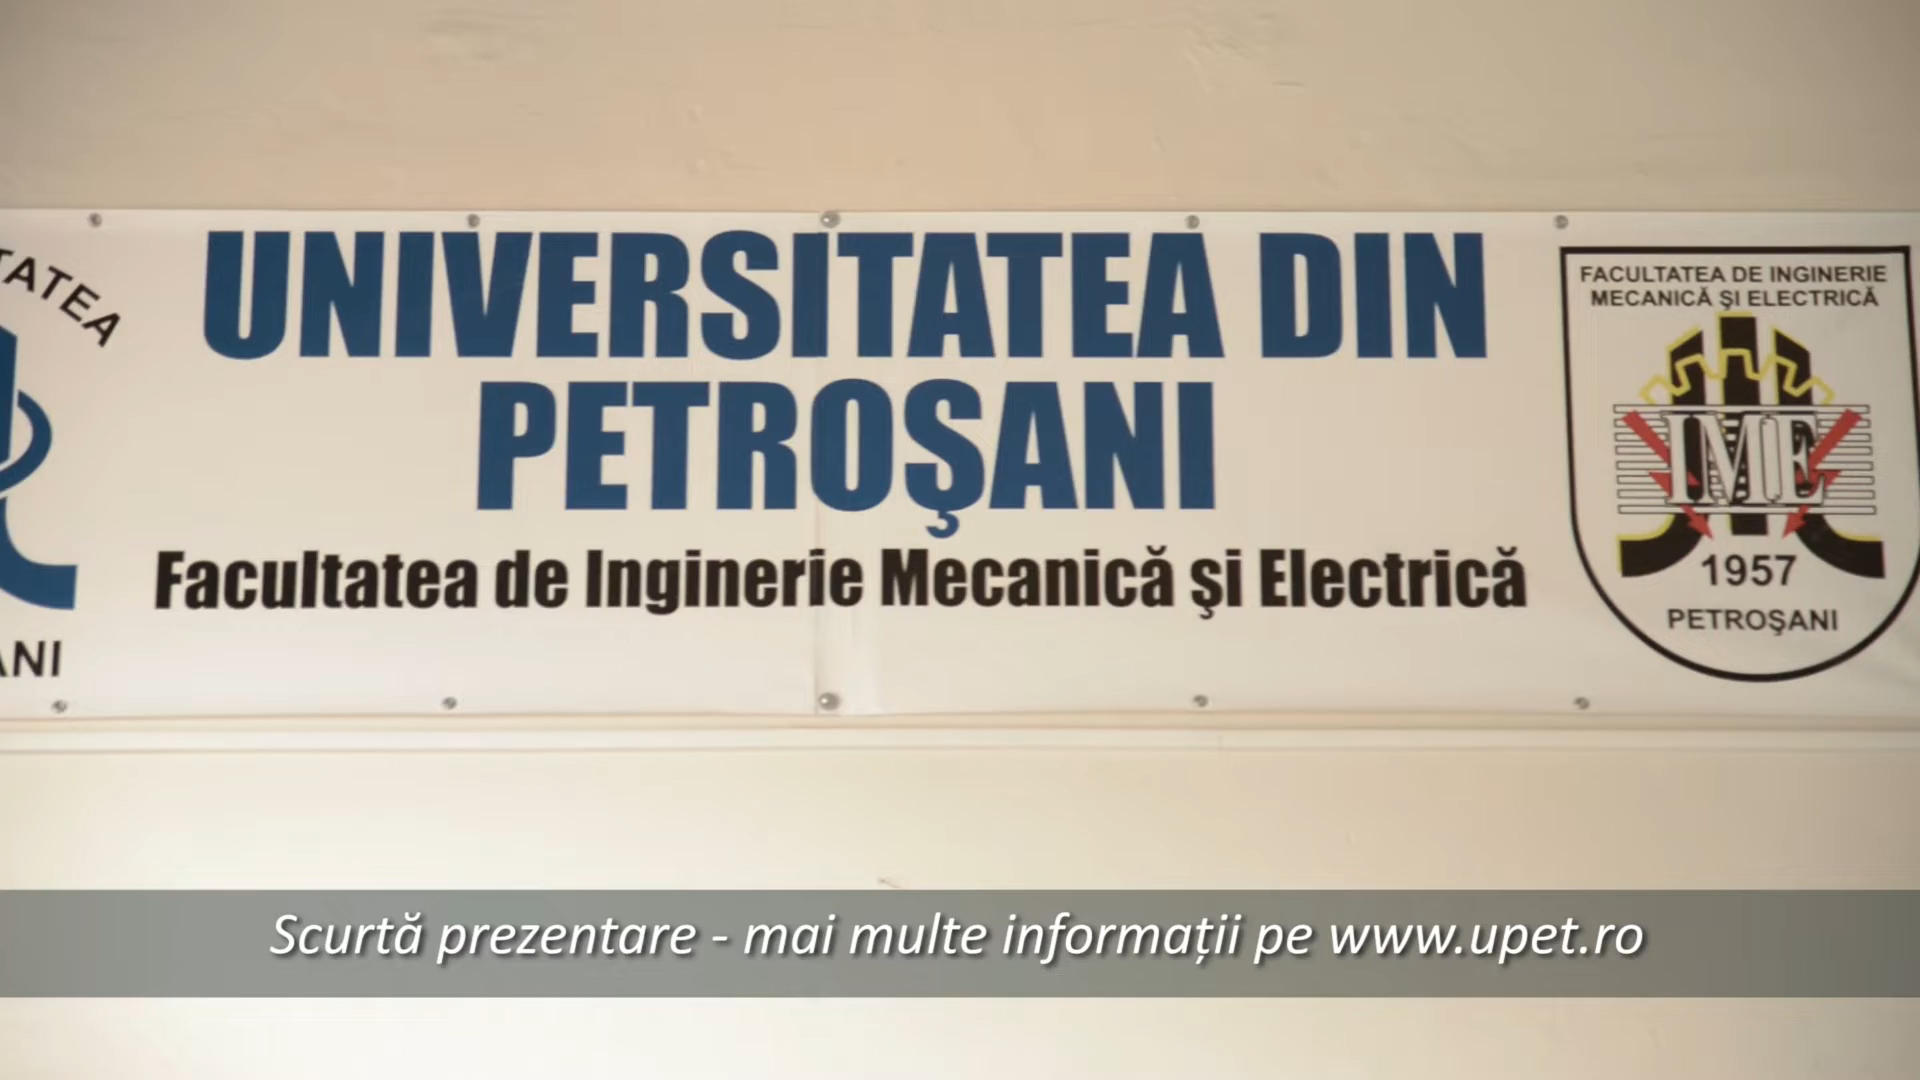 TATEA
ANI
UNIVERSITATEA DIN
PETROŞANI
Facultatea de Inginerie Mecanică şi Electrică
FACULTATEA DE INGINERIE
MECANICĂ ŞI ELECTRICĂ
IME
1957
PETROŞANI
Scurtă prezentare - mai multe informații pe www.upet.ro